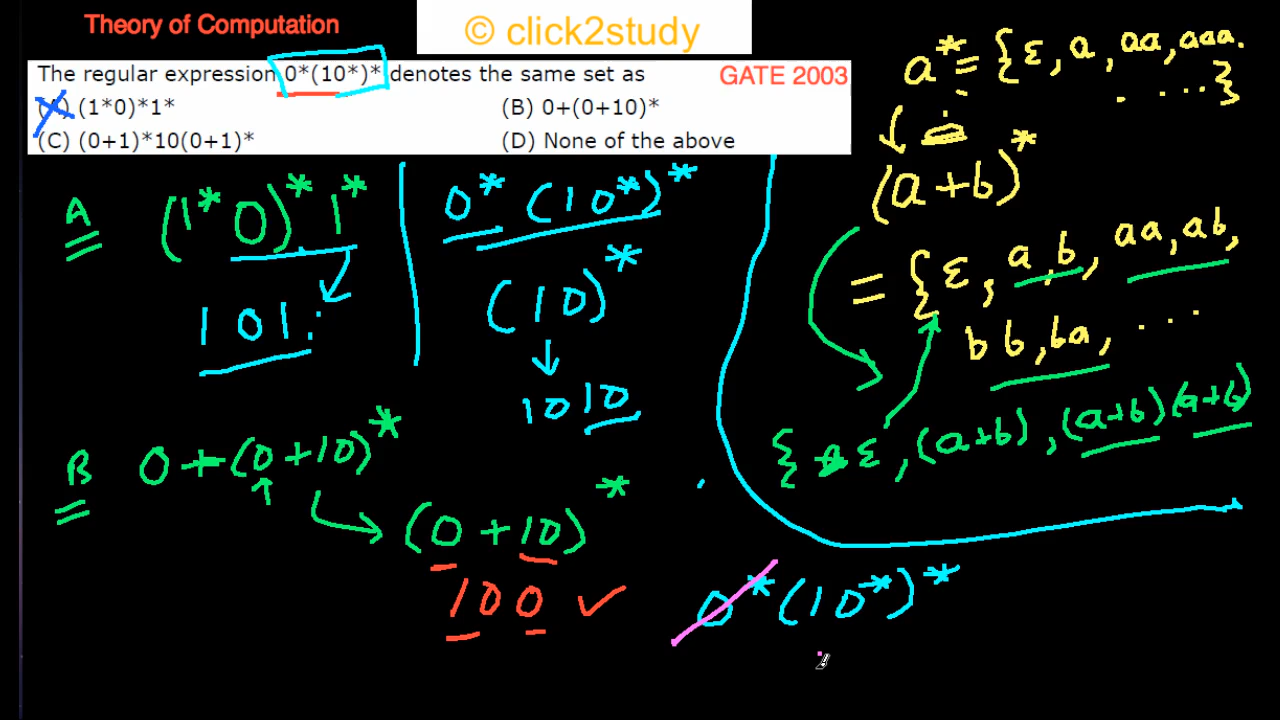 Theory of Computation
© click2study
The regular expression 0*(10*)* denotes the same set as
GATE 2003
(A) (1*0)*1*
(B) 0+(0+10)*
(C) (0+1)*10(0+1)*
(D) None of the above
A (1*0)*1*
101
0*(10*)*
(10)*
1010
a* = {ε, a, aa, aaa.
. ...}
(a+b)*
= {ε, a, b, aa, ab,
bb, ba, ...
{ ε, (a+b), (a+b)(a+b)
B 0+(0+10)*
(0+10)*
100 ✓
0*(10*)*